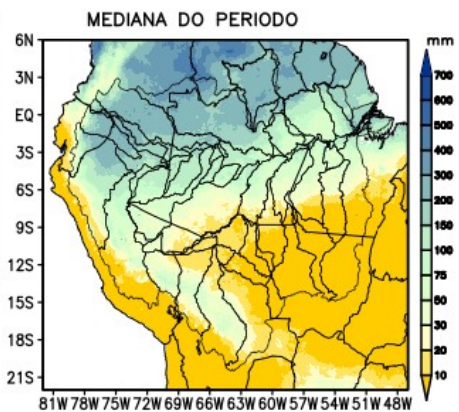 MEDIANA DO PERIODO
6N
3N
EQ
3S
6S
9S
12S
15S
18S
21S
81W 78W 75W 72W 69W 66W 63W 60W 57W 54W 51W 48W
mm
700
600
500
400
300
200
150
100
75
50
30
20
10